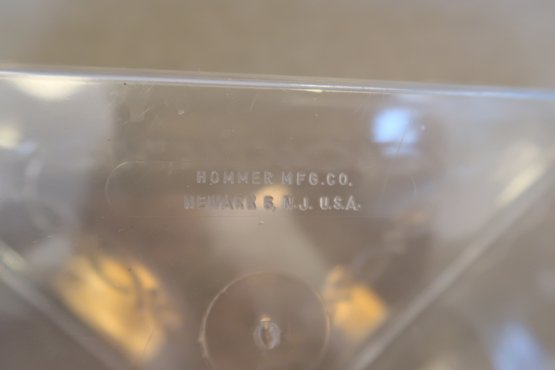 HOMMER MFG.CO.
NEWARK 5, N.J. U.S.A.